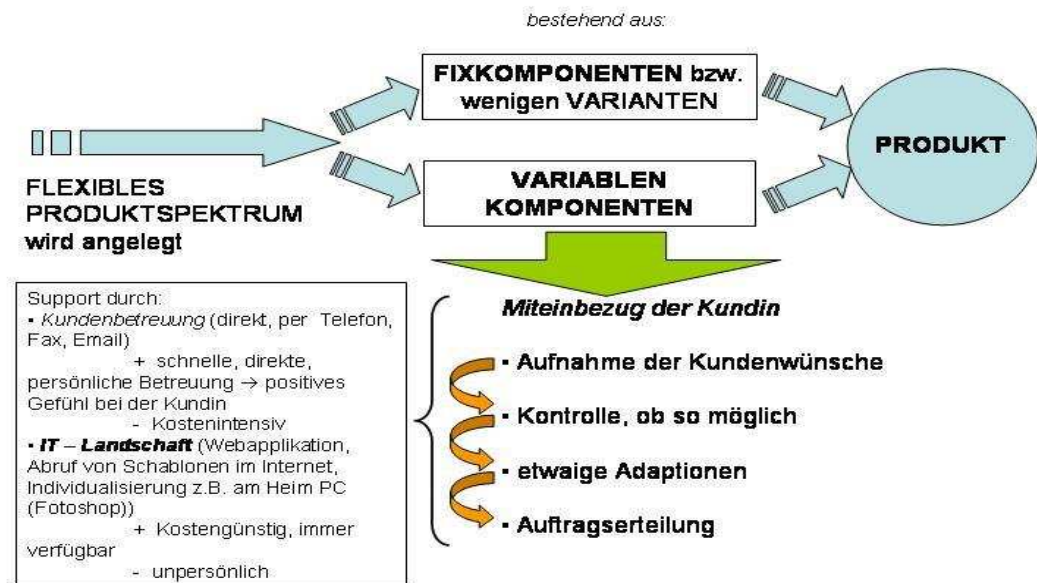 bestehend aus:
FIXKOMPONENTEN bzw.
wenigen VARIANTEN
PRODUKT
VARIABLEN
KOMPONENTEN
FLEXIBLES
PRODUKTSPEKTRUM
wird angelegt
Support durch:
▪ Kundenbetreuung (direkt, per Telefon,
Fax, Email)
+ schnelle, direkte,
persönliche Betreuung → positives
Gefühl bei der Kundin
- Kostenintensiv
▪ IT – Landschaft (Webapplikation,
Abruf von Schablonen im Internet,
Individualisierung z.B. am Heim PC
(Fotoshop))
+ Kostengünstig, immer
verfügbar
- unpersönlich
Miteinbezug der Kundin
▪ Aufnahme der Kundenwünsche
▪ Kontrolle, ob so möglich
▪ etwaige Adaptionen
▪ Auftragserteilung